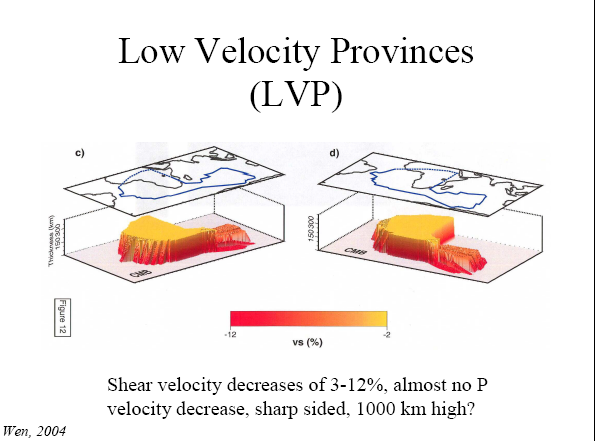 Low Velocity Provinces
(LVP)
c)
d)
Thickness (km)
150 300
150 300
CMB
CMB
Figure 12
-12
-2
vs (%)
Shear velocity decreases of 3-12%, almost no P
velocity decrease, sharp sided, 1000 km high?
Wen, 2004